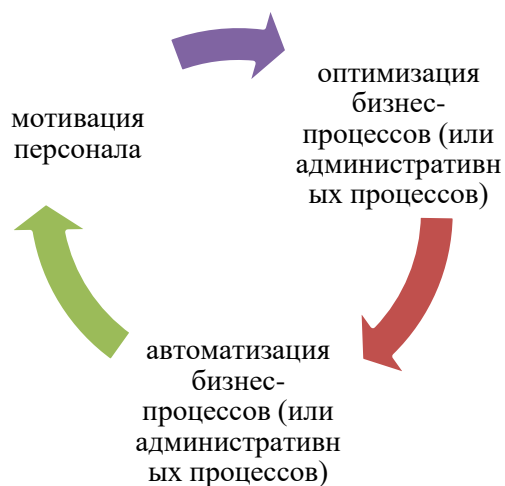 мотивация
персонала
оптимизация
бизнес-
процессов (или
административн
ых процессов)
автоматизация
бизнес-
процессов (или
административн
ых процессов)